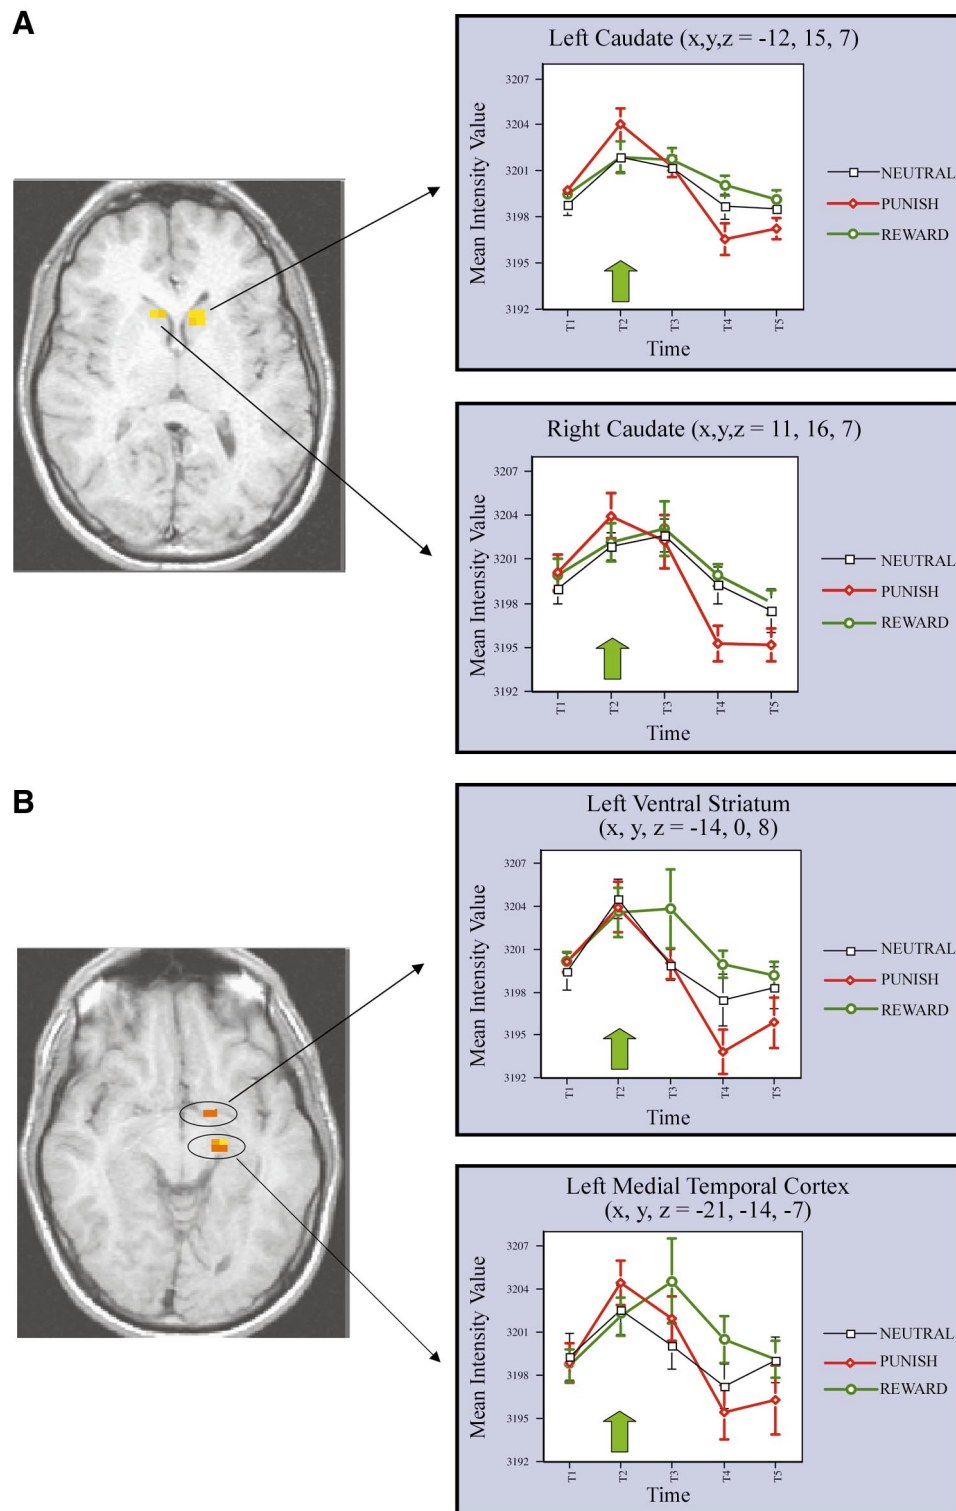 A
Left Caudate (x,y,z = -12, 15, 7)
Mean Intensity Value
3207
3204
3201
3198
3195
3192
T1
T2
T3
T4
T5
Time
NEUTRAL
PUNISH
REWARD
Right Caudate (x,y,z = 11, 16, 7)
Mean Intensity Value
3207
3204
3201
3198
3195
3192
T1
T2
T3
T4
T5
Time
NEUTRAL
PUNISH
REWARD
B
Left Ventral Striatum
(x, y, z = -14, 0, 8)
Mean Intensity Value
3207
3204
3201
3198
3195
3192
T1
T2
T3
T4
T5
Time
NEUTRAL
PUNISH
REWARD
Left Medial Temporal Cortex
(x, y, z = -21, -14, -7)
Mean Intensity Value
3207
3204
3201
3198
3195
3192
T1
T2
T3
T4
T5
Time
NEUTRAL
PUNISH
REWARD